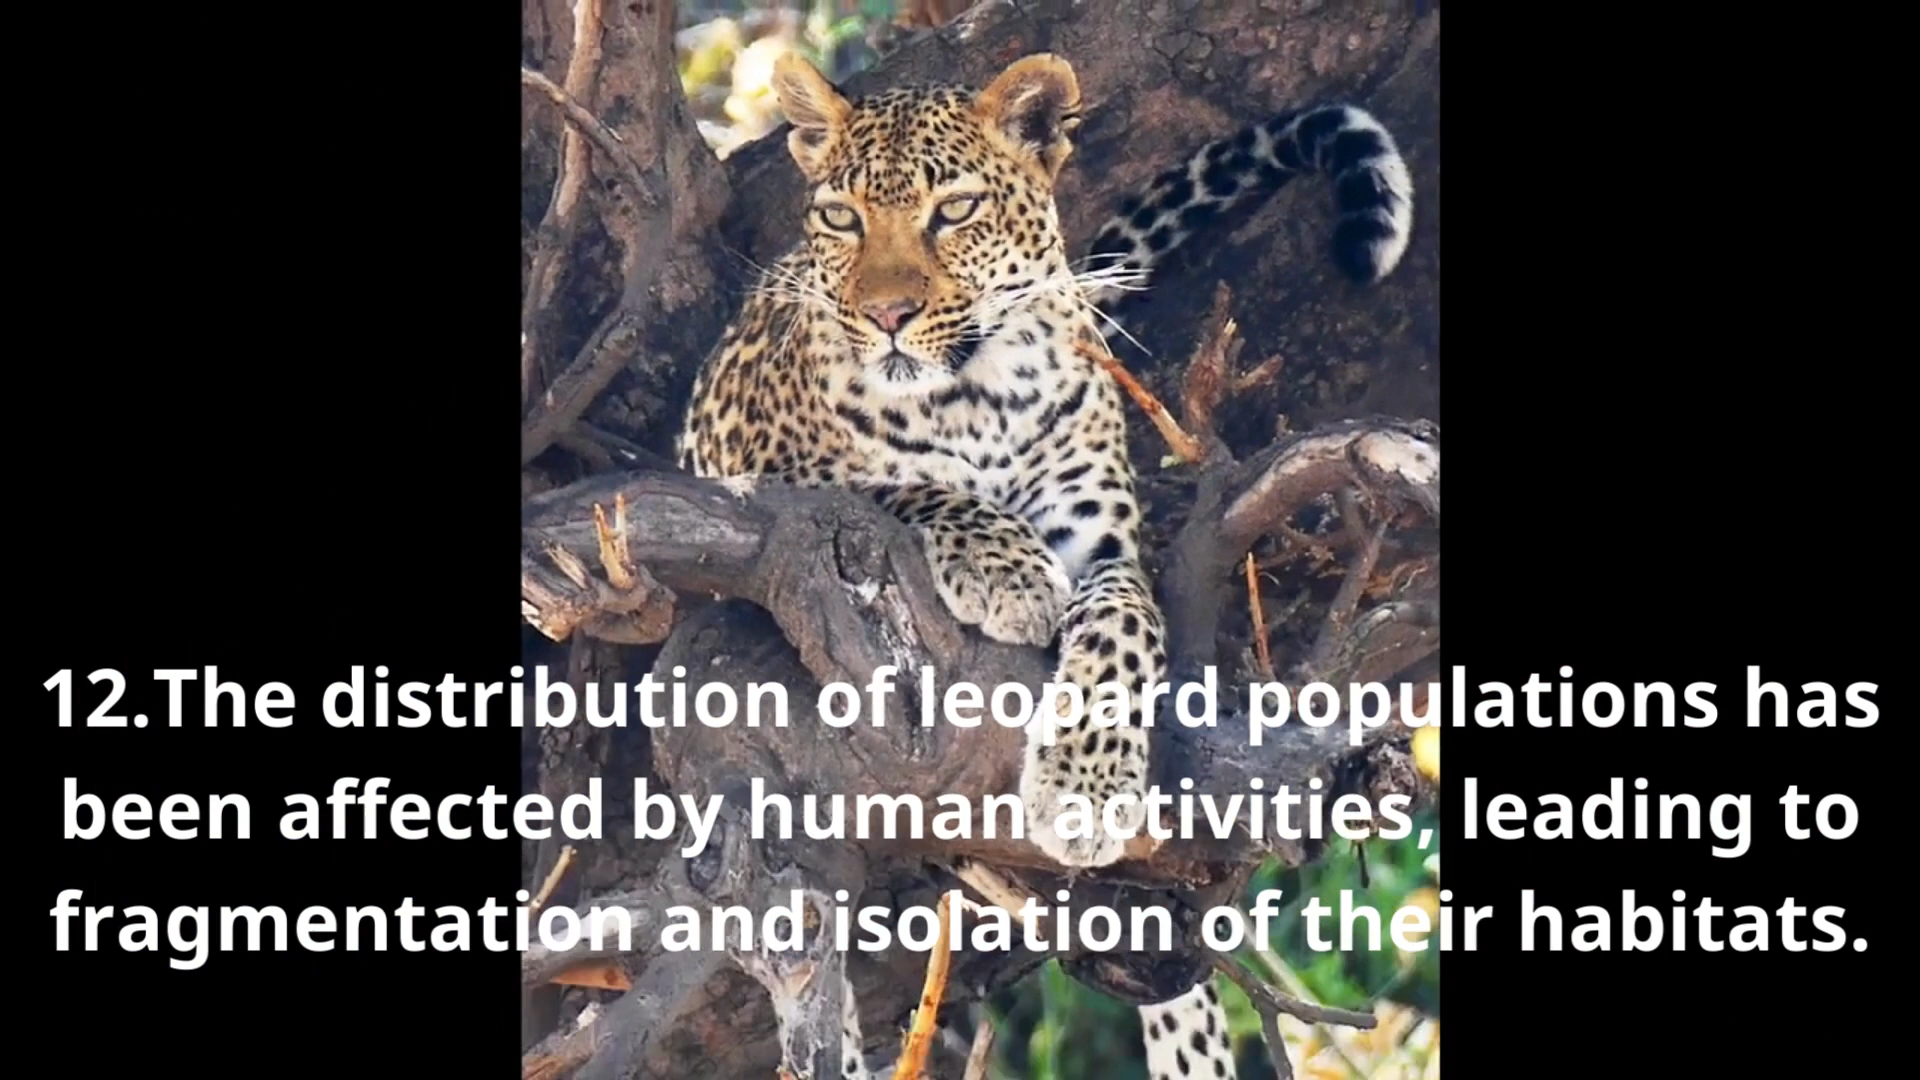 12.The distribution of leopard populations has
been affected by human activities, leading to
fragmentation and isolation of their habitats.